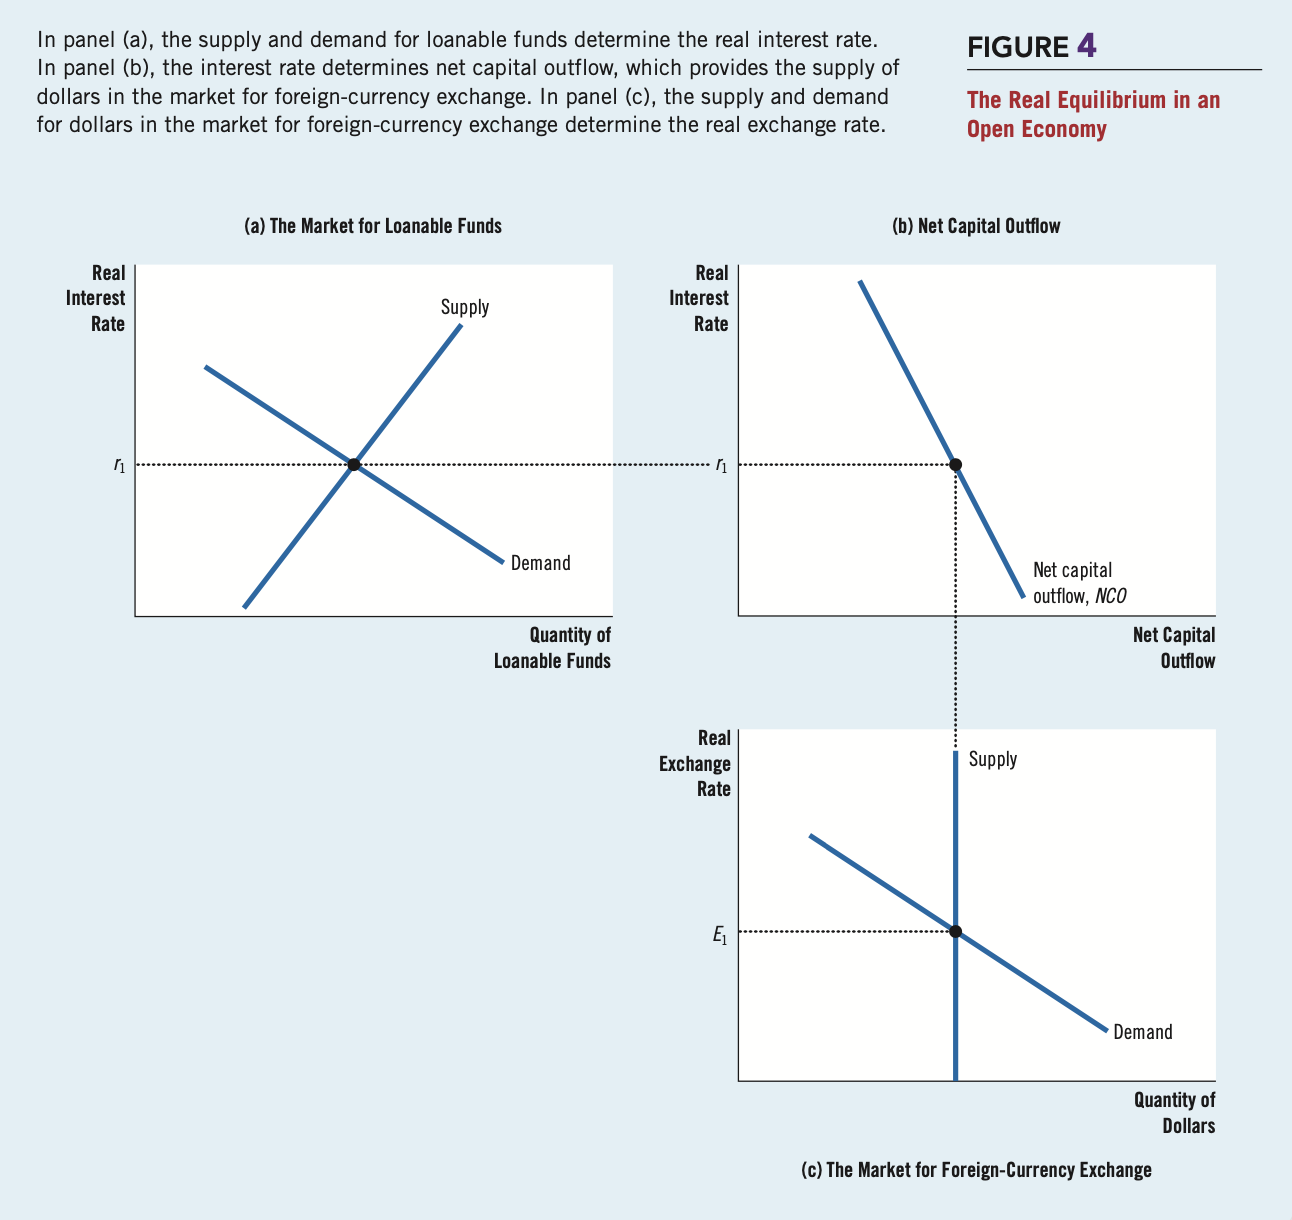 In panel (a), the supply and demand for loanable funds determine the real interest rate.
In panel (b), the interest rate determines net capital outflow, which provides the supply of
dollars in the market for foreign-currency exchange. In panel (c), the supply and demand
for dollars in the market for foreign-currency exchange determine the real exchange rate.
FIGURE 4
The Real Equilibrium in an
Open Economy
(a) The Market for Loanable Funds
Real
Interest
Rate
Supply
r1
Demand
Quantity of
Loanable Funds
(b) Net Capital Outflow
Real
Interest
Rate
r1
Net capital
outflow, NCO
Net Capital
Outflow
Real
Exchange
Rate
Supply
E1
Demand
Quantity of
Dollars
(c) The Market for Foreign-Currency Exchange